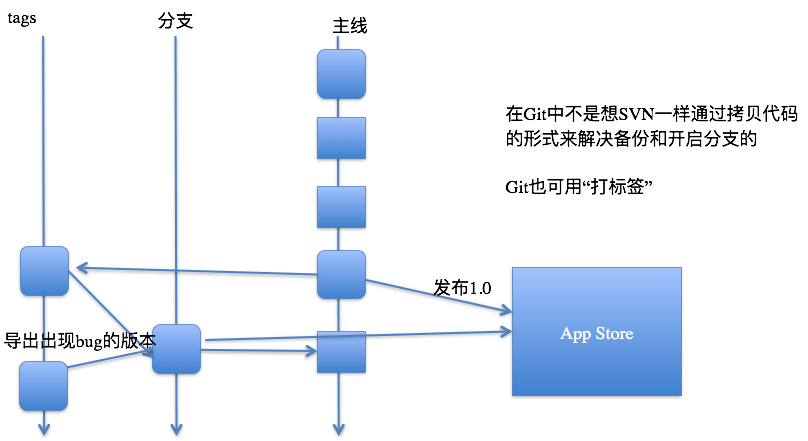 tags
分支
主线
在Git中不是想SVN一样通过拷贝代码
的形式来解决备份和开启分支的
Git也可用“打标签”
发布1.0
导出出现bug的版本
App Store